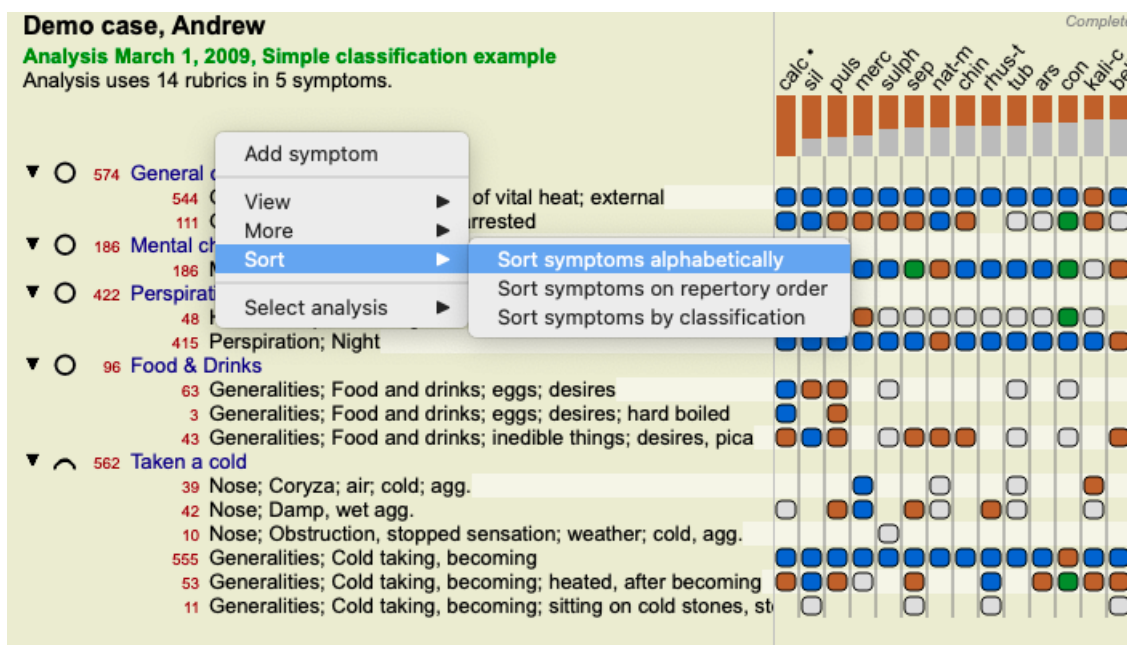 Demo case, Andrew
Complete
Analysis March 1, 2009, Simple classification example
Analysis uses 14 rubrics in 5 symptoms.
calc • sil puls merc sulph sep nat-m chin rhus-t tub ars con kali-c
Add symptom
574 General
View
544 of vital heat; external
More
111 rrested
186 Mental ch
Sort
Sort symptoms alphabetically
186
Sort symptoms on repertory order
422 Perspirati
Select analysis
Sort symptoms by classification
48
415 Perspiration; Night
96 Food & Drinks
63 Generalities; Food and drinks; eggs; desires
3 Generalities; Food and drinks; eggs; desires; hard boiled
43 Generalities; Food and drinks; inedible things; desires, pica
562 Taken a cold
39 Nose; Coryza; air; cold; agg.
42 Nose; Damp, wet agg.
10 Nose; Obstruction, stopped sensation; weather; cold, agg.
555 Generalities; Cold taking, becoming
53 Generalities; Cold taking, becoming; heated, after becoming
11 Generalities; Cold taking, becoming; sitting on cold stones, st